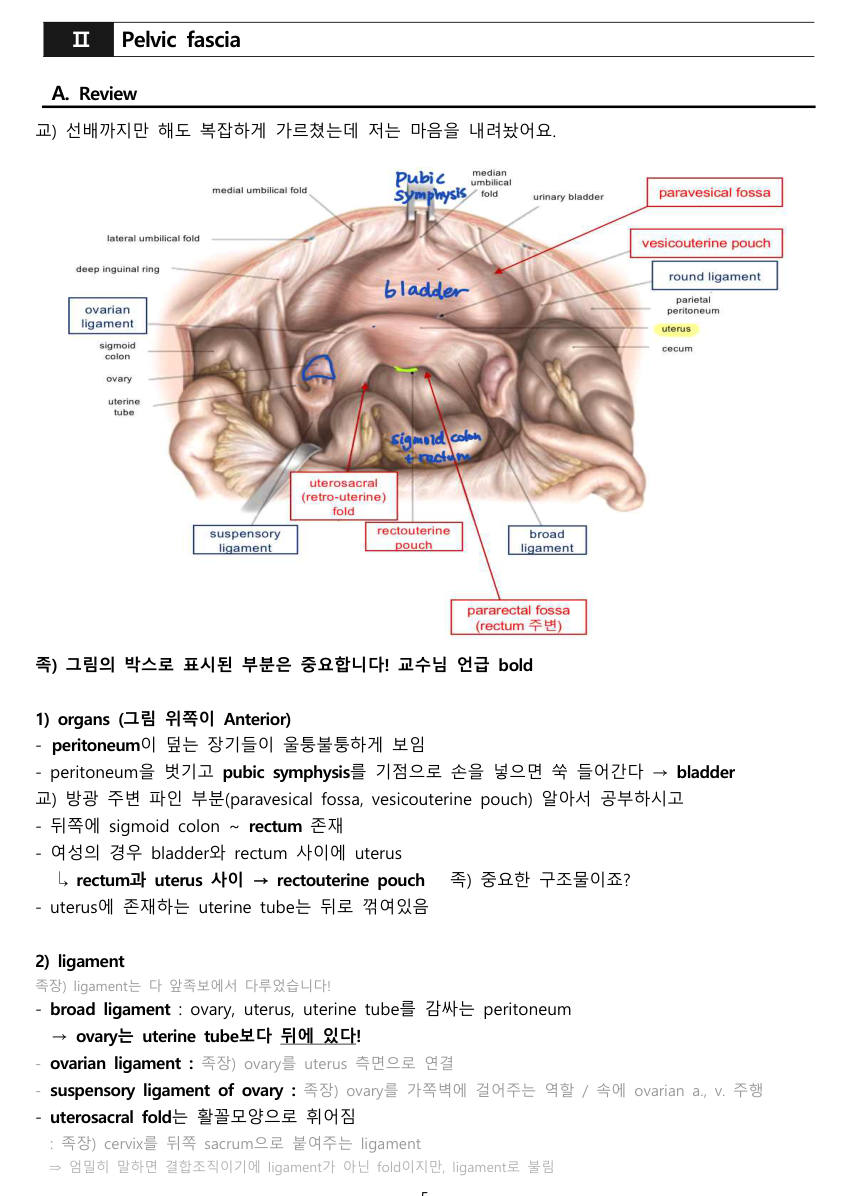 Ⅱ Pelvic fascia
A. Review
교) 선배까지만 해도 복잡하게 가르쳤는데 저는 마음을 내려놨어요.
Pubic symphysis
median umbilical fold
medial umbilical fold
urinary bladder
paravesical fossa
lateral umbilical fold
vesicouterine pouch
deep inguinal ring
round ligament
bladder
ovarian ligament
parietal peritoneum
uterus
sigmoid colon
cecum
ovary
uterine tube
sigmoid colon + rectum
uterosacral (retro-uterine) fold
suspensory ligament
rectouterine pouch
broad ligament
pararectal fossa (rectum 주변)
족) 그림의 박스로 표시된 부분은 중요합니다! 교수님 언급 bold
1) organs (그림 위쪽이 Anterior)
- peritoneum이 덮는 장기들이 울퉁불퉁하게 보임
- peritoneum을 벗기고 pubic symphysis를 기점으로 손을 넣으면 쑥 들어간다 → bladder
교) 방광 주변 파인 부분(paravesical fossa, vesicouterine pouch) 알아서 공부하시고
- 뒤쪽에 sigmoid colon ~ rectum 존재
- 여성의 경우 bladder와 rectum 사이에 uterus
↳ rectum과 uterus 사이 → rectouterine pouch 족) 중요한 구조물이죠?
- uterus에 존재하는 uterine tube는 뒤로 꺾여있음
2) ligament
족장) ligament는 다 앞족보에서 다루었습니다!
- broad ligament : ovary, uterus, uterine tube를 감싸는 peritoneum
→ ovary는 uterine tube보다 뒤에 있다!
- ovarian ligament : 족장) ovary를 uterus 측면으로 연결
- suspensory ligament of ovary : 족장) ovary를 가쪽벽에 걸어주는 역할 / 속에 ovarian a., v. 주행
- uterosacral fold는 활꼴모양으로 휘어짐
: 족장) cervix를 뒤쪽 sacrum으로 붙여주는 ligament
⇒ 엄밀히 말하면 결합조직이기에 ligament가 아닌 fold이지만, ligament로 불림